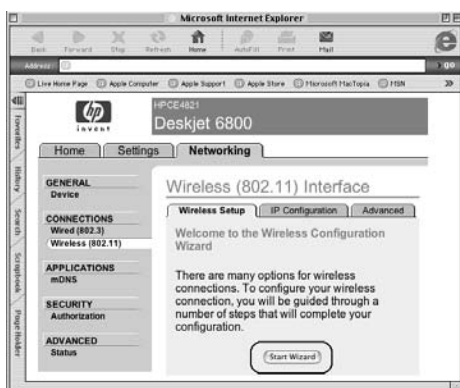 Microsoft Internet Explorer
Back Forward Stop Refresh Home AutoFill Print Mail
Address
go
Live Home Page Apple Computer Apple Support Apple Store Microsoft MacTopia MSN
Favorites
History
Search
Scrapbook
Page Holder
hp
invent
HPCE4821
Deskjet 6800
Home Settings Networking
GENERAL
Device
CONNECTIONS
Wired (802.3)
Wireless (802.11)
APPLICATIONS
mDNS
SECURITY
Authorization
ADVANCED
Status
Wireless (802.11) Interface
Wireless Setup IP Configuration Advanced
Welcome to the Wireless Configuration
Wizard
There are many options for wireless
connections. To configure your wireless
connection, you will be guided through a
number of steps that will complete your
configuration.
Start Wizard